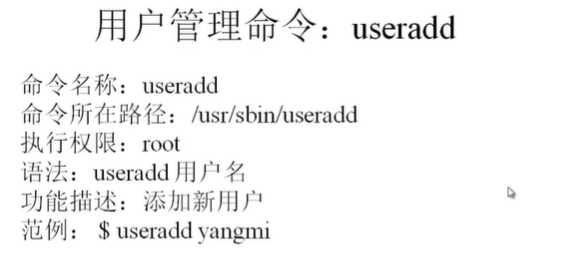 用户管理命令：useradd
命令名称：useradd
命令所在路径：/usr/sbin/useradd
执行权限：root
语法：useradd 用户名
功能描述：添加新用户
范例： $ useradd yangmi